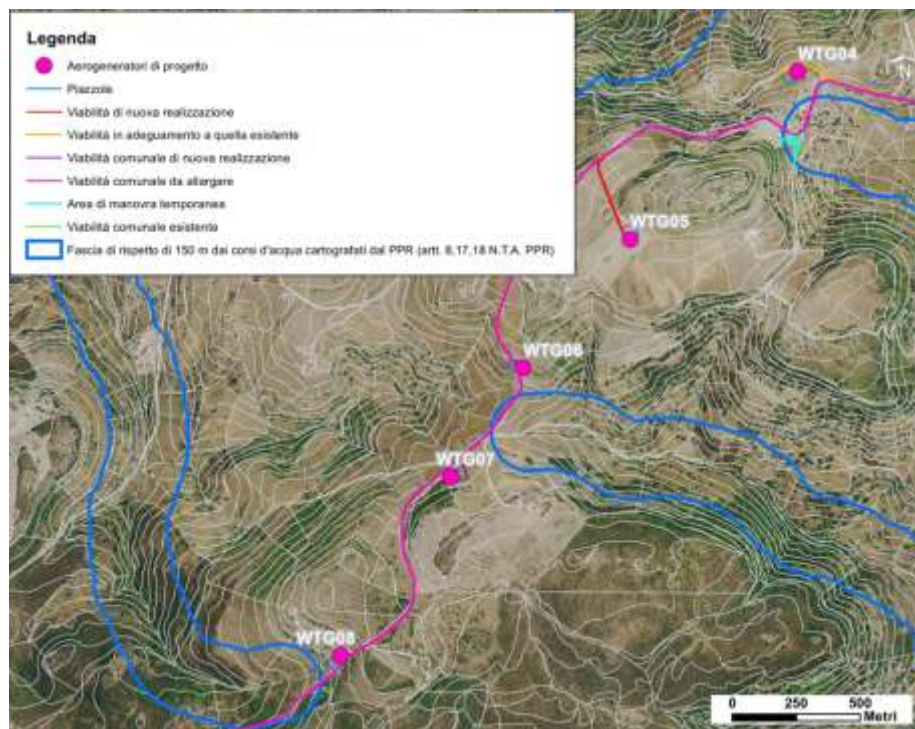 Legenda
Aerogeneratori di progetto
Piazzole
Viabilità di nuova realizzazione
Viabilità in adeguamento a quella esistente
Viabilità comunale di nuova realizzazione
Viabilità comunale da allargare
Area di manovra temporanea
Viabilità comunale esistente
Fascia di rispetto di 150 m dai corsi d'acqua cartografati dal PPR (artt. 8,17,18 N.T.A. PPR)
WTG04
N
WTG05
WTG06
WTG07
WTG08
0 250 500
Metri